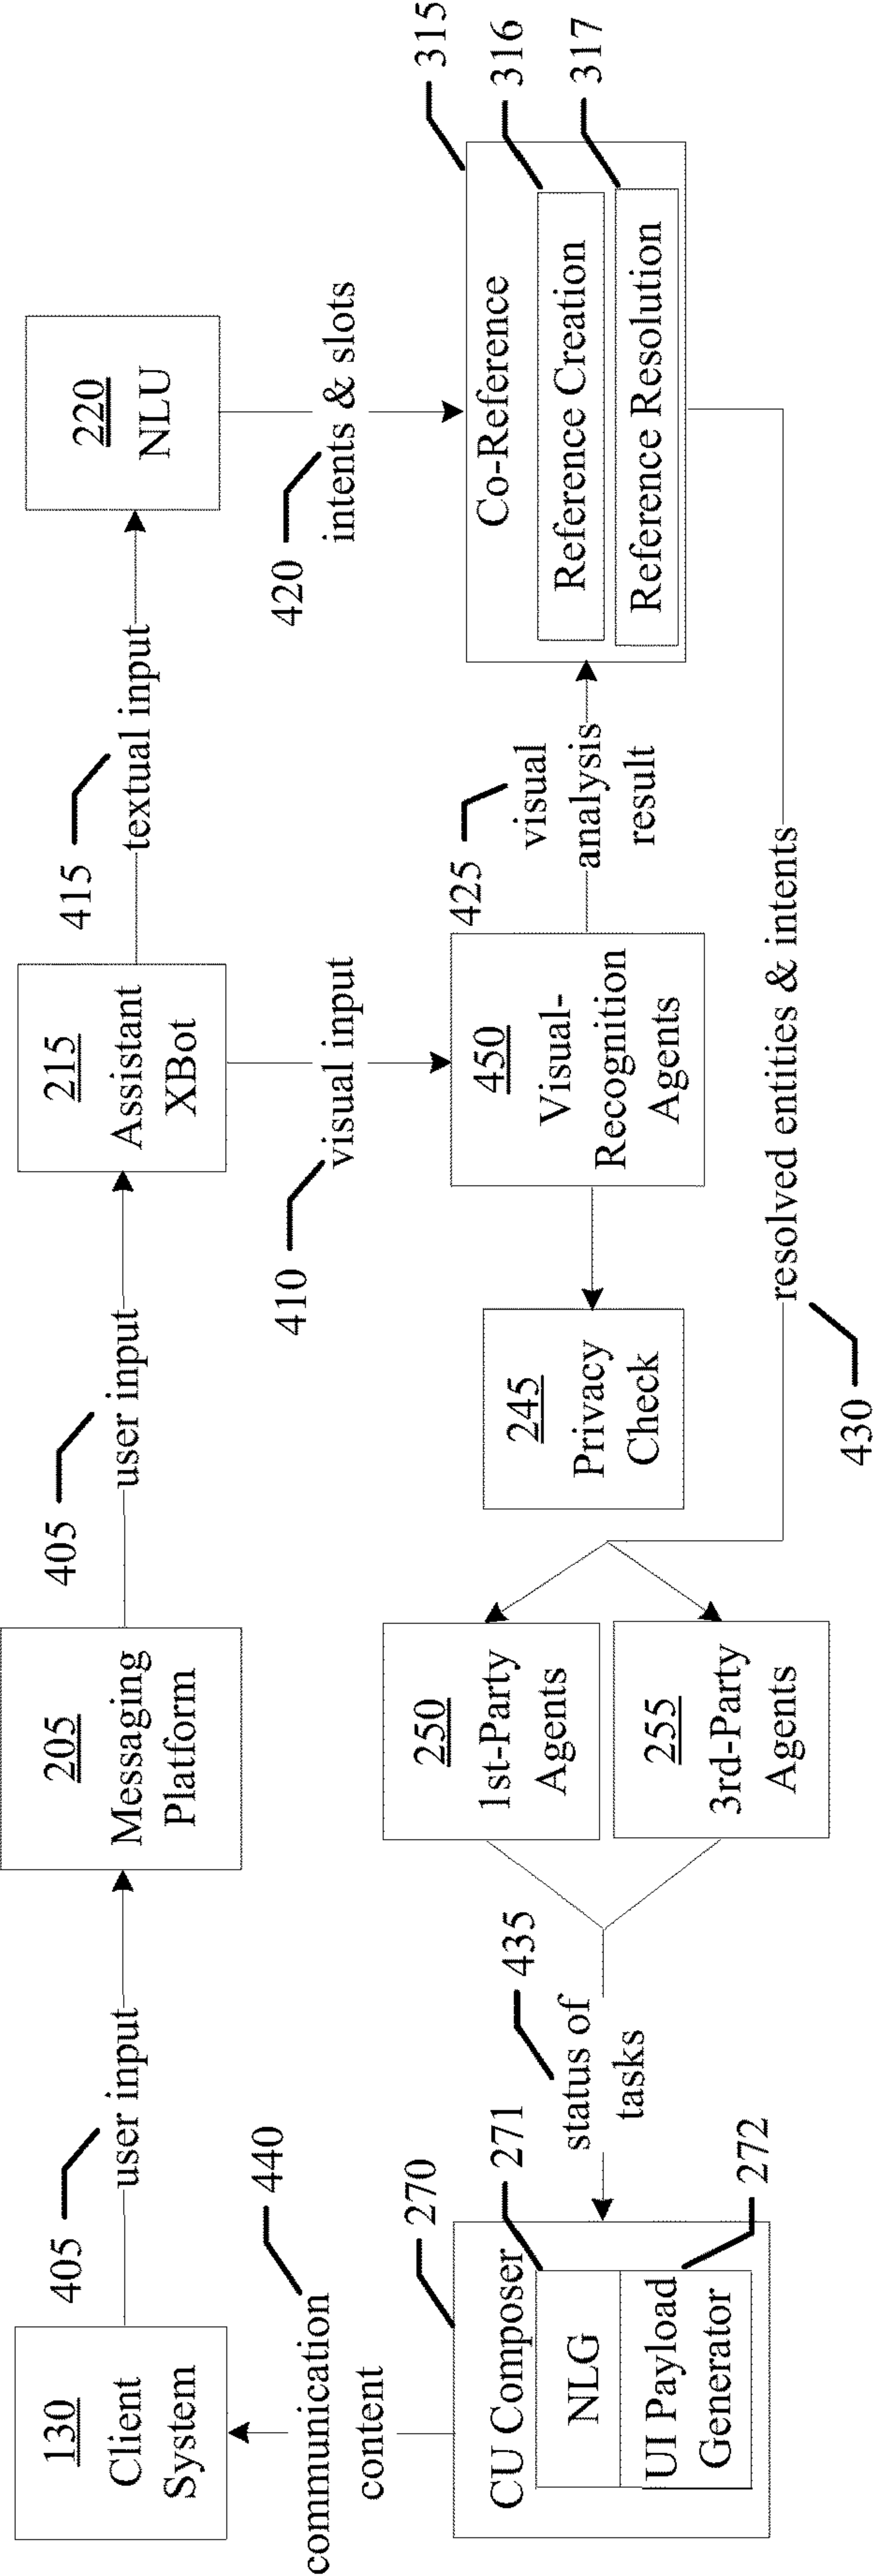 130
Client
System
405
user input
205
Messaging
Platform
405
user input
215
Assistant
XBot
415
textual input
220
NLU
440
communication
content
410
visual input
420
intents & slots
270
CU Composer
271
NLG
UI Payload
Generator
272
435
status of
tasks
250
1st-Party
Agents
255
3rd-Party
Agents
245
Privacy
Check
450
Visual-
Recognition
Agents
425
visual
analysis
result
315
Co-Reference
316
Reference Creation
317
Reference Resolution
resolved entities & intents
430